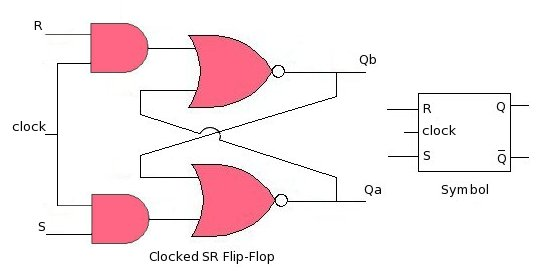 R
Qb
R
Q
clock
clock
S
Q̅
Qa
Symbol
S
Clocked SR Flip-Flop